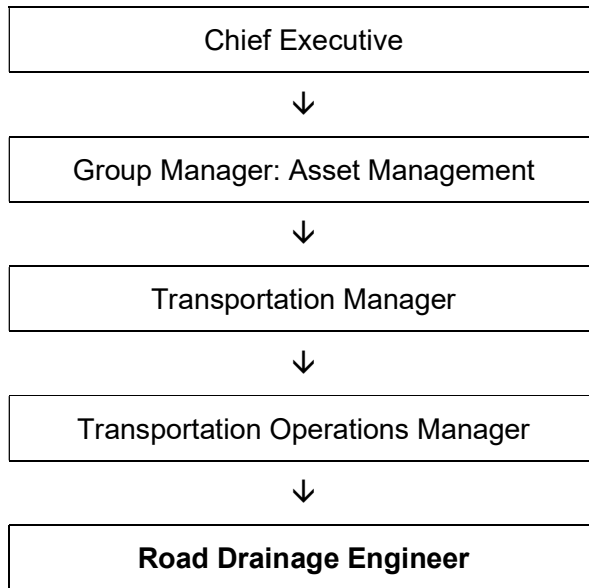 Chief Executive
Group Manager: Asset Management
Transportation Manager
Transportation Operations Manager
Road Drainage Engineer